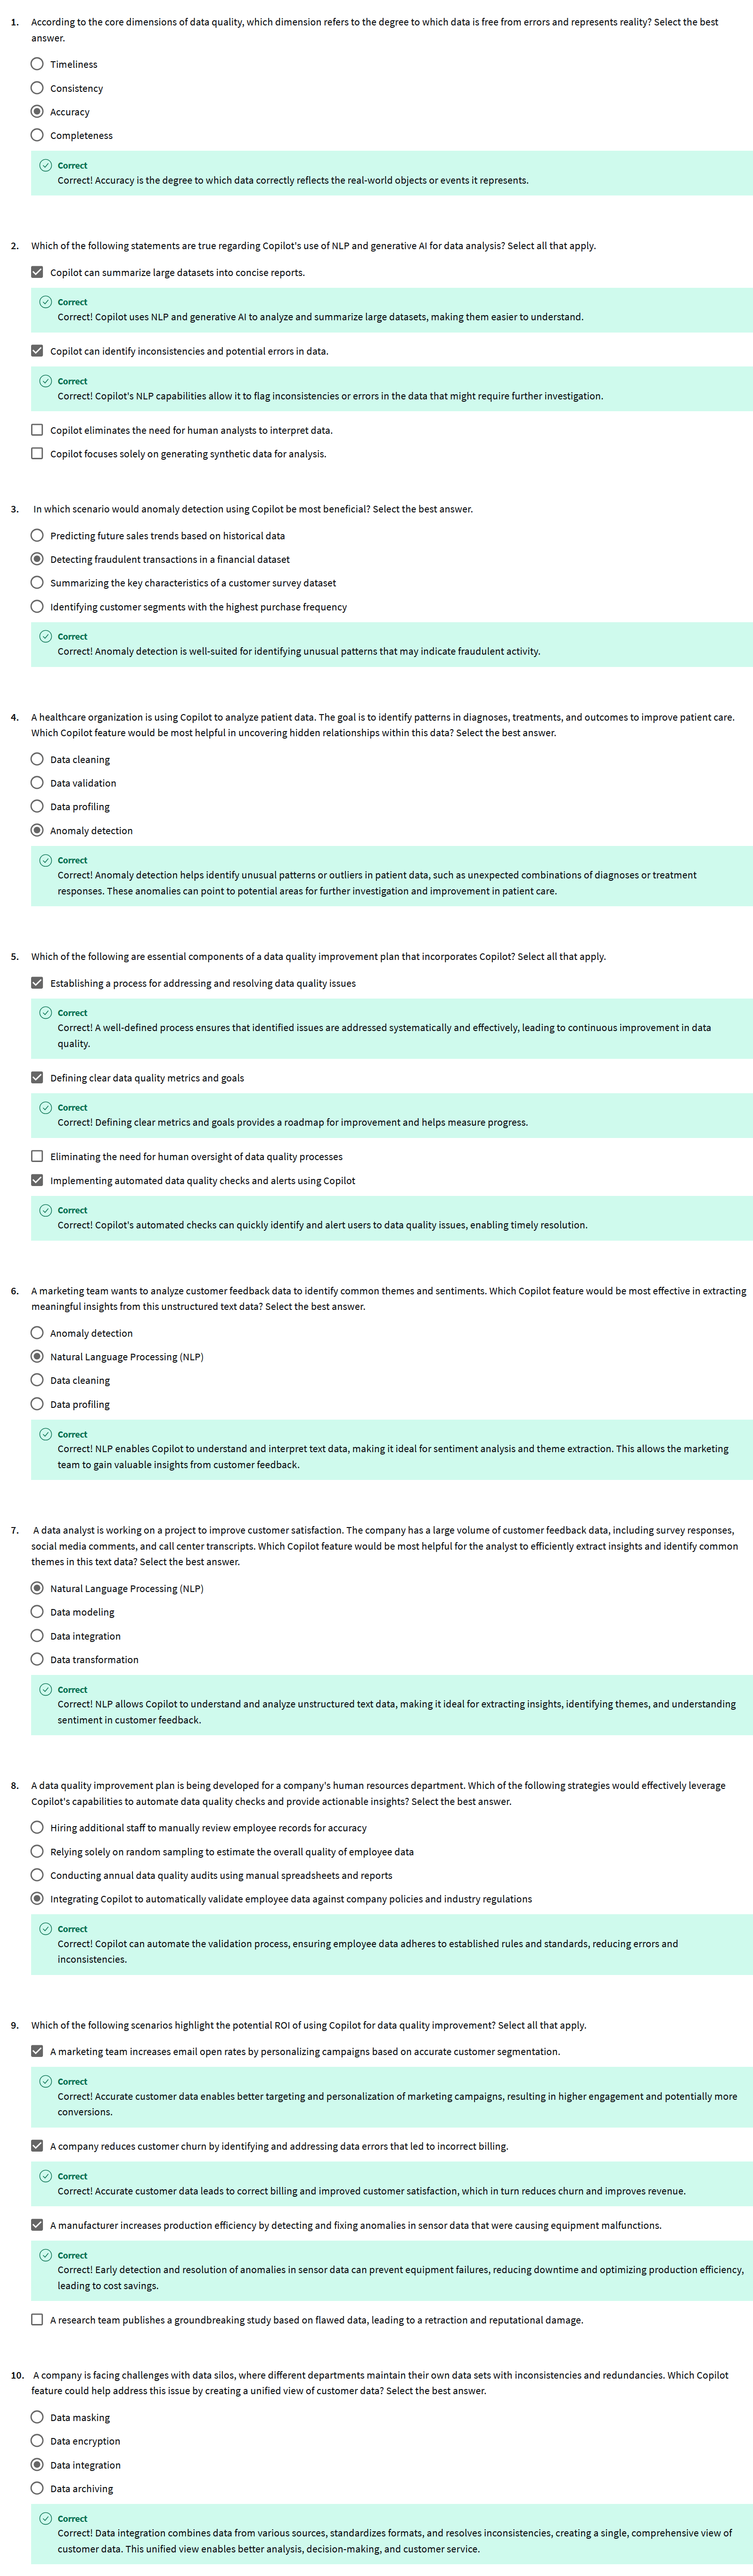 1. According to the core dimensions of data quality, which dimension refers to the degree to which data is free from errors and represents reality? Select the best
answer.
Timeliness
Consistency
Accuracy
Completeness
Correct
Correct! Accuracy is the degree to which data correctly reflects the real-world objects or events it represents.
2. Which of the following statements are true regarding Copilot's use of NLP and generative AI for data analysis? Select all that apply.
Copilot can summarize large datasets into concise reports.
Correct
Correct! Copilot uses NLP and generative AI to analyze and summarize large datasets, making them easier to understand.
Copilot can identify inconsistencies and potential errors in data.
Correct
Correct! Copilot's NLP capabilities allow it to flag inconsistencies or errors in the data that might require further investigation.
Copilot eliminates the need for human analysts to interpret data.
Copilot focuses solely on generating synthetic data for analysis.
3. In which scenario would anomaly detection using Copilot be most beneficial? Select the best answer.
Predicting future sales trends based on historical data
Detecting fraudulent transactions in a financial dataset
Summarizing the key characteristics of a customer survey dataset
Identifying customer segments with the highest purchase frequency
Correct
Correct! Anomaly detection is well-suited for identifying unusual patterns that may indicate fraudulent activity.
4. A healthcare organization is using Copilot to analyze patient data. The goal is to identify patterns in diagnoses, treatments, and outcomes to improve patient care.
Which Copilot feature would be most helpful in uncovering hidden relationships within this data? Select the best answer.
Data cleaning
Data validation
Data profiling
Anomaly detection
Correct
Correct! Anomaly detection helps identify unusual patterns or outliers in patient data, such as unexpected combinations of diagnoses or treatment
responses. These anomalies can point to potential areas for further investigation and improvement in patient care.
5. Which of the following are essential components of a data quality improvement plan that incorporates Copilot? Select all that apply.
Establishing a process for addressing and resolving data quality issues
Correct
Correct! A well-defined process ensures that identified issues are addressed systematically and effectively, leading to continuous improvement in data
quality.
Defining clear data quality metrics and goals
Correct
Correct! Defining clear metrics and goals provides a roadmap for improvement and helps measure progress.
Eliminating the need for human oversight of data quality processes
Implementing automated data quality checks and alerts using Copilot
Correct
Correct! Copilot's automated checks can quickly identify and alert users to data quality issues, enabling timely resolution.
6. A marketing team wants to analyze customer feedback data to identify common themes and sentiments. Which Copilot feature would be most effective in extracting
meaningful insights from this unstructured text data? Select the best answer.
Anomaly detection
Natural Language Processing (NLP)
Data cleaning
Data profiling
Correct
Correct! NLP enables Copilot to understand and interpret text data, making it ideal for sentiment analysis and theme extraction. This allows the marketing
team to gain valuable insights from customer feedback.
7. A data analyst is working on a project to improve customer satisfaction. The company has a large volume of customer feedback data, including survey responses,
social media comments, and call center transcripts. Which Copilot feature would be most helpful for the analyst to efficiently extract insights and identify common
themes in this text data? Select the best answer.
Natural Language Processing (NLP)
Data modeling
Data integration
Data transformation
Correct
Correct! NLP allows Copilot to understand and analyze unstructured text data, making it ideal for extracting insights, identifying themes, and understanding
sentiment in customer feedback.
8. A data quality improvement plan is being developed for a company's human resources department. Which of the following strategies would effectively leverage
Copilot's capabilities to automate data quality checks and provide actionable insights? Select the best answer.
Hiring additional staff to manually review employee records for accuracy
Relying solely on random sampling to estimate the overall quality of employee data
Conducting annual data quality audits using manual spreadsheets and reports
Integrating Copilot to automatically validate employee data against company policies and industry regulations
Correct
Correct! Copilot can automate the validation process, ensuring employee data adheres to established rules and standards, reducing errors and
inconsistencies.
9. Which of the following scenarios highlight the potential ROI of using Copilot for data quality improvement? Select all that apply.
A marketing team increases email open rates by personalizing campaigns based on accurate customer segmentation.
Correct
Correct! Accurate customer data enables better targeting and personalization of marketing campaigns, resulting in higher engagement and potentially more
conversions.
A company reduces customer churn by identifying and addressing data errors that led to incorrect billing.
Correct
Correct! Accurate customer data leads to correct billing and improved customer satisfaction, which in turn reduces churn and improves revenue.
A manufacturer increases production efficiency by detecting and fixing anomalies in sensor data that were causing equipment malfunctions.
Correct
Correct! Early detection and resolution of anomalies in sensor data can prevent equipment failures, reducing downtime and optimizing production efficiency,
leading to cost savings.
A research team publishes a groundbreaking study based on flawed data, leading to a retraction and reputational damage.
10. A company is facing challenges with data silos, where different departments maintain their own data sets with inconsistencies and redundancies. Which Copilot
feature could help address this issue by creating a unified view of customer data? Select the best answer.
Data masking
Data encryption
Data integration
Data archiving
Correct
Correct! Data integration combines data from various sources, standardizes formats, and resolves inconsistencies, creating a single, comprehensive view of
customer data. This unified view enables better analysis, decision-making, and customer service.